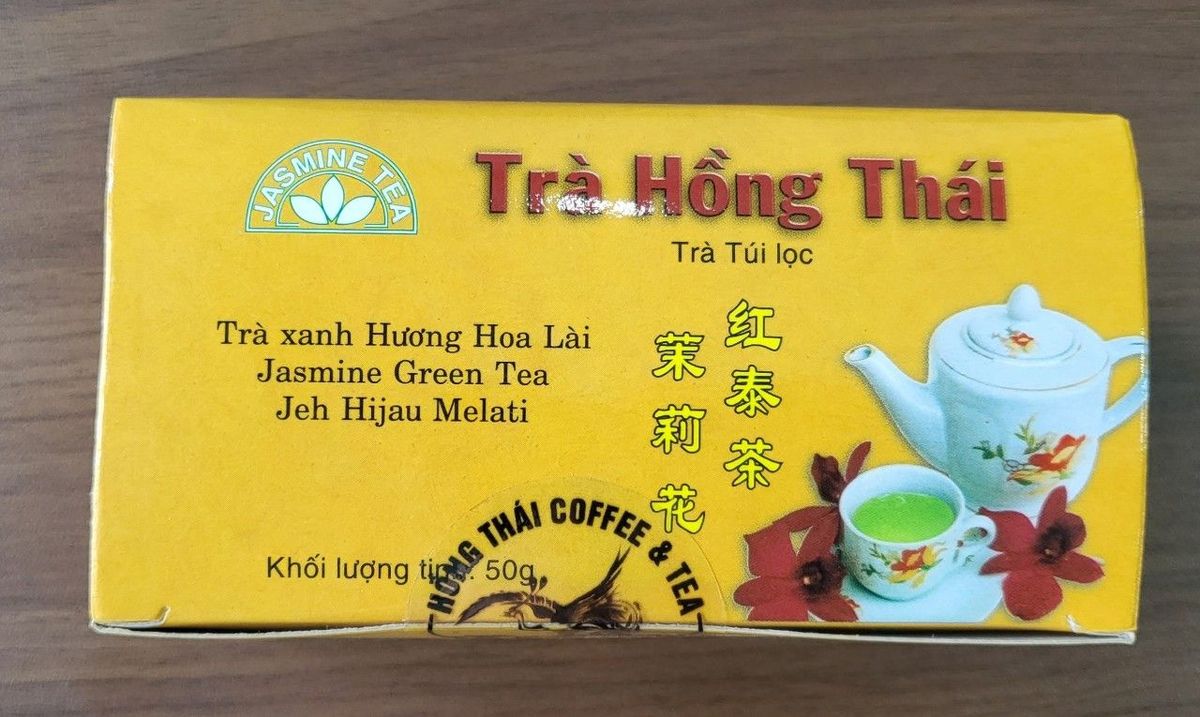 JASMINE TEA
Trà Hồng Thái
Trà Túi lọc
Trà xanh Hương Hoa Lài
Jasmine Green Tea
Jeh Hijau Melati
红泰茶
茉莉花
Khối lượng tịnh: 50g
HỒNG THÁI COFFEE & TEA